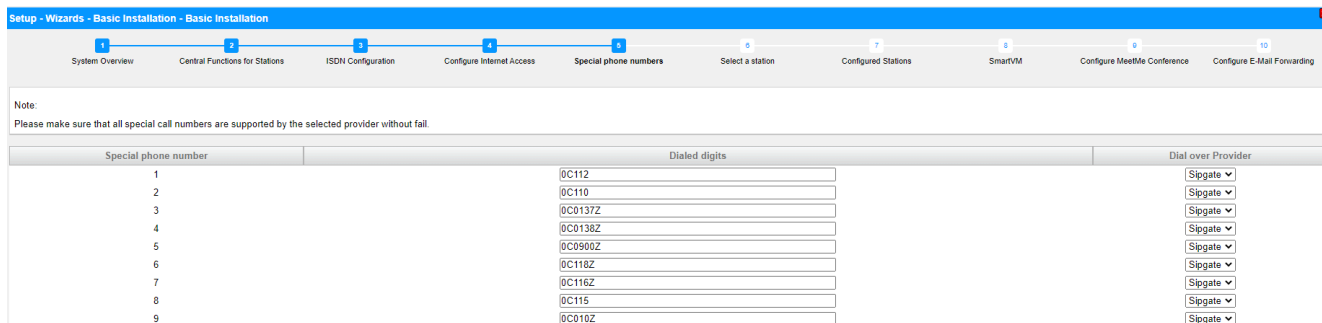 Setup - Wizards - Basic Installation - Basic Installation
1 2 3 4 5 6 7 8 9 10
System Overview Central Functions for Stations ISDN Configuration Configure Internet Access Special phone numbers Select a station Configured Stations SmartVM Configure MeetMe Conference Configure E-Mail Forwarding
Note:
Please make sure that all special call numbers are supported by the selected provider without fail.
Special phone number Dialed digits Dial over Provider
1 0C112 Sipgate
2 0C110 Sipgate
3 0C0137Z Sipgate
4 0C0138Z Sipgate
5 0C0900Z Sipgate
6 0C118Z Sipgate
7 0C116Z Sipgate
8 0C115 Sipgate
9 0C010Z Sipgate